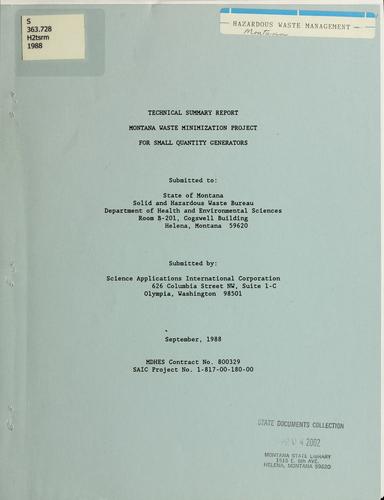 S
363.728
H2tsrm
1988
HAZARDOUS WASTE MANAGEMENT
Montana
TECHNICAL SUMMARY REPORT
MONTANA WASTE MINIMIZATION PROJECT
FOR SMALL QUANTITY GENERATORS
Submitted to:
State of Montana
Solid and Hazardous Waste Bureau
Department of Health and Environmental Sciences
Room B-201, Cogswell Building
Helena, Montana 59620
Submitted by:
Science Applications International Corporation
626 Columbia Street NW, Suite 1-C
Olympia, Washington 98501
September, 1988
MDHES Contract No. 800329
SAIC Project No. 1-817-00-180-00
STATE DOCUMENTS COLLECTION
2002
MONTANA STATE LIBRARY
1515 E. 6th AVE.
HELENA, MONTANA 59620